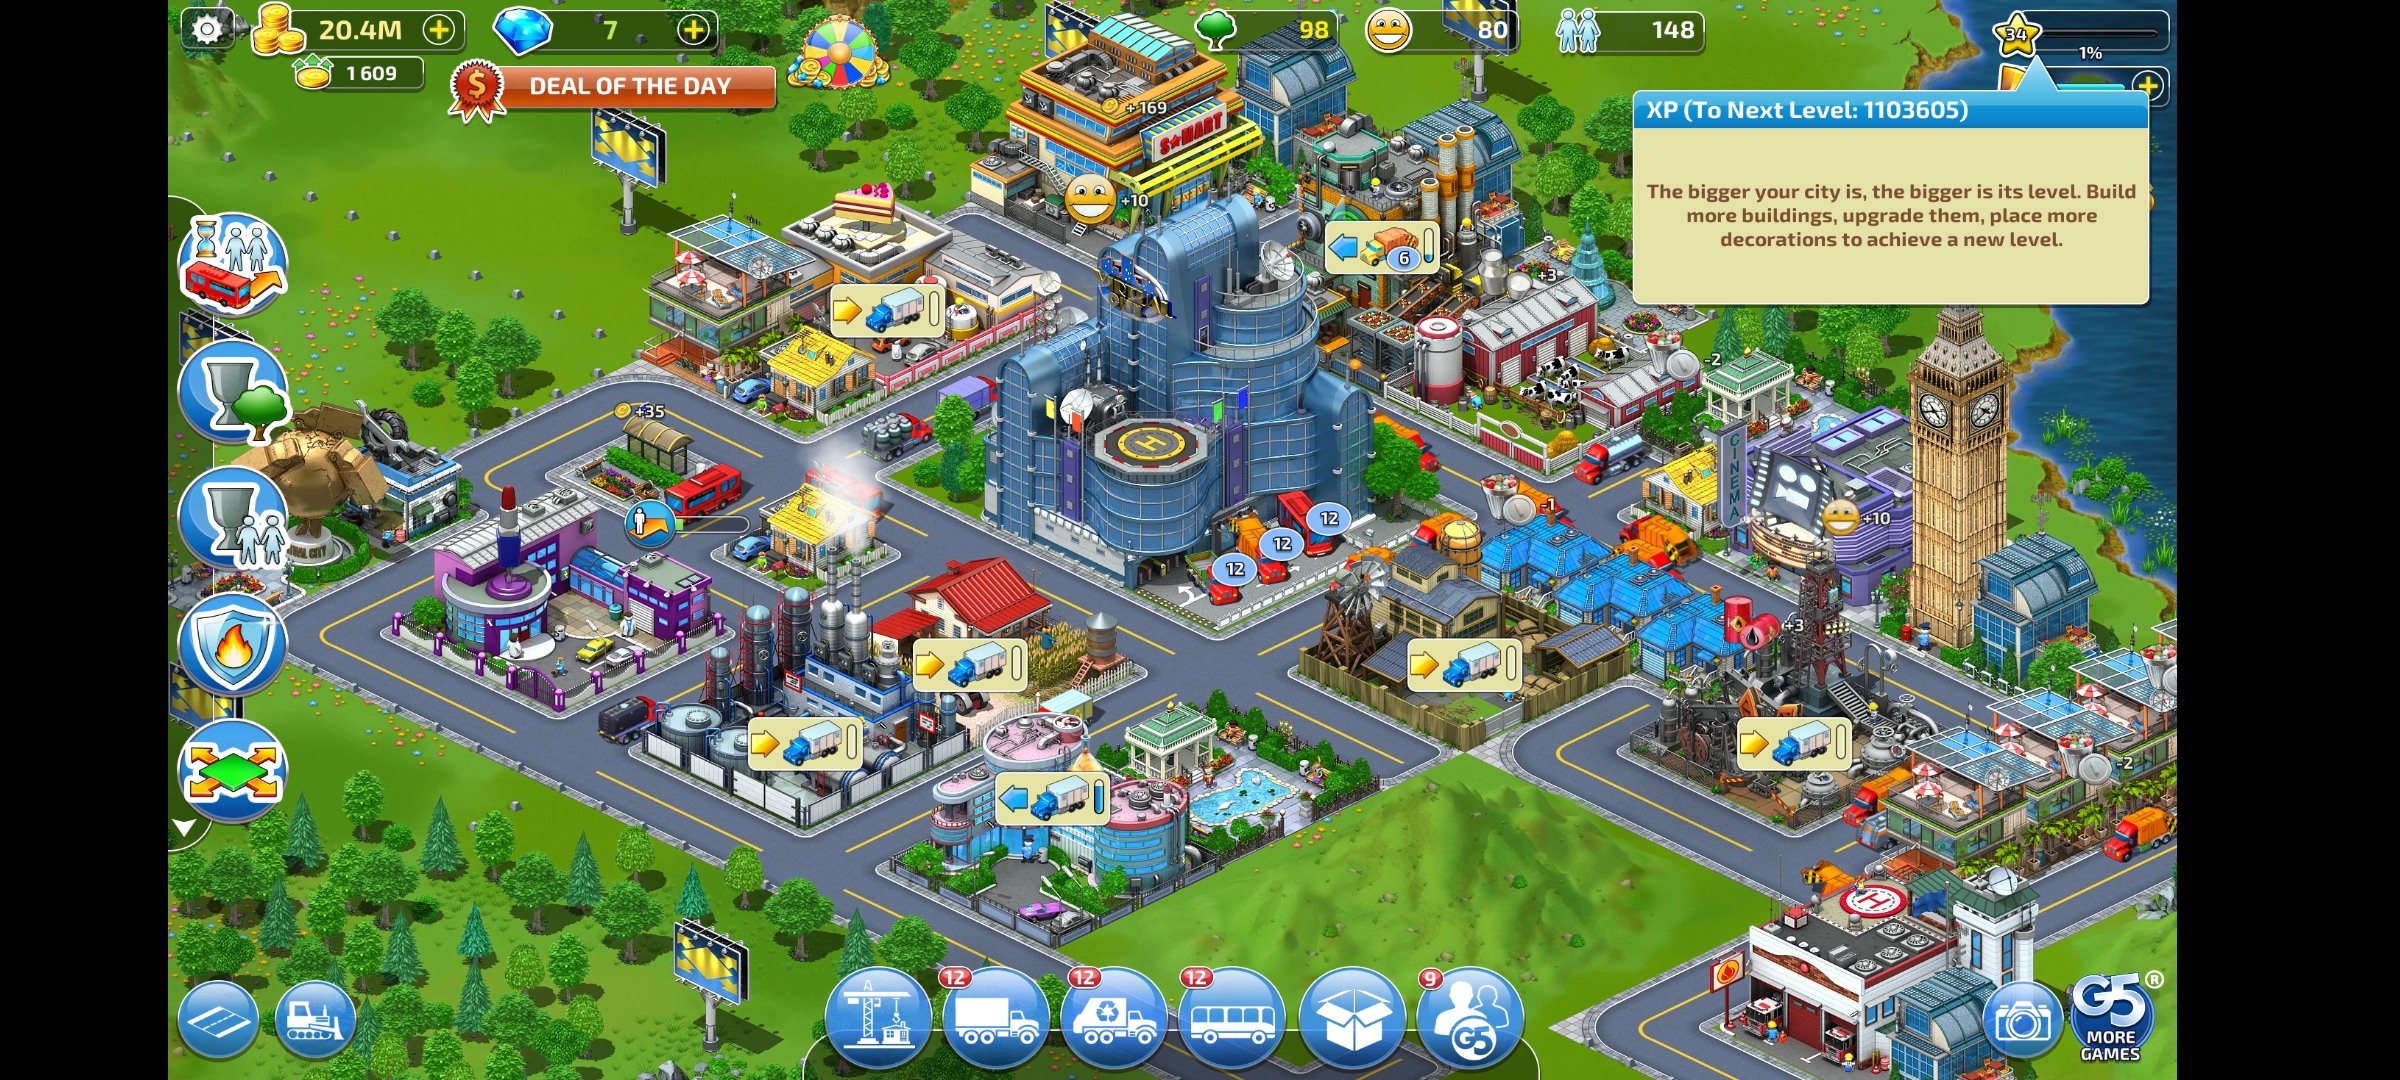 20.4M
7
98
80
148
34
1%
1 609
DEAL OF THE DAY
XP (To Next Level: 1103605)
The bigger your city is, the bigger is its level. Build
more buildings, upgrade them, place more
decorations to achieve a new level.
+169
S★MART
+10
6
+3
-2
+35
CINEMA
+10
-1
12
12
12
+3
-2
H
H
12
12
12
9
G5
G5®
MORE
GAMES